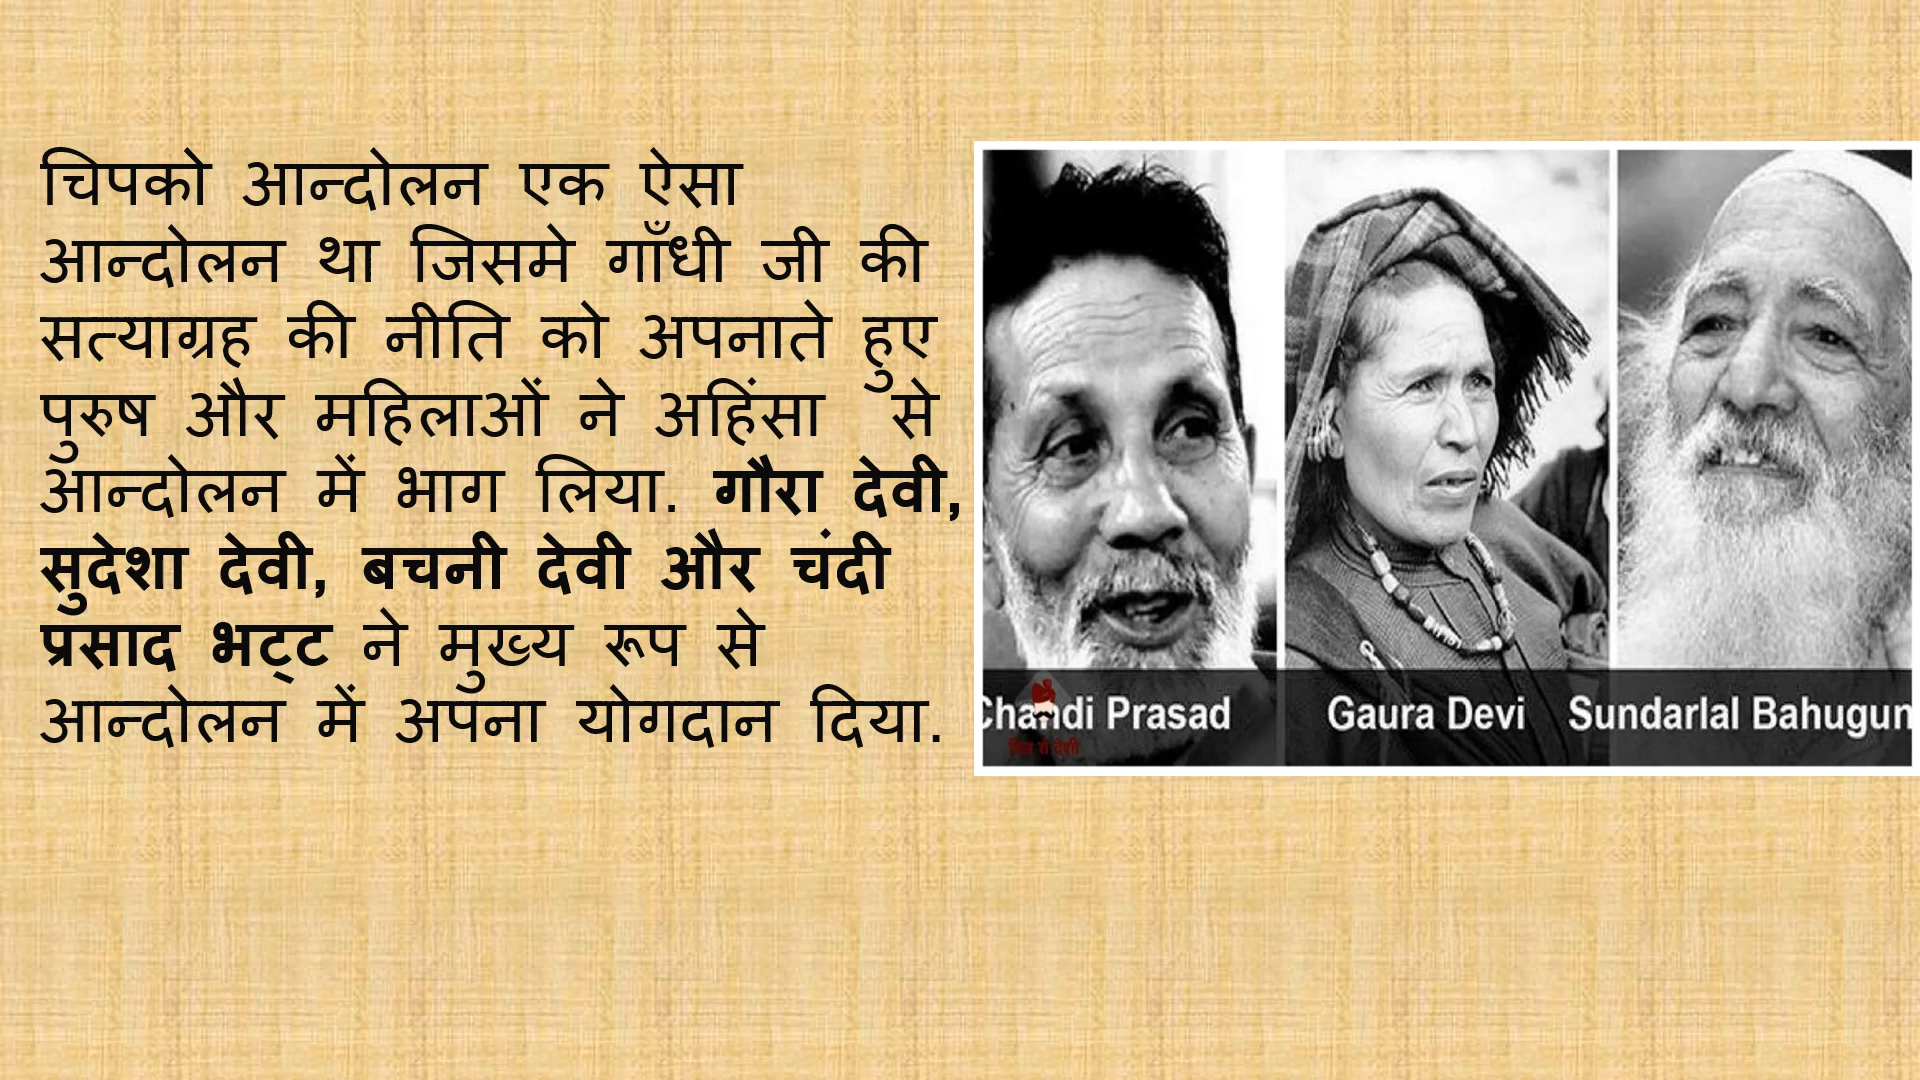 चिपको आन्दोलन एक ऐसा
आन्दोलन था जिसमे गाँधी जी की
सत्याग्रह की नीति को अपनाते हुए
पुरुष और महिलाओं ने अहिंसा से
आन्दोलन में भाग लिया. गौरा देवी,
सुदेशा देवी, बचनी देवी और चंदी
प्रसाद भट्ट ने मुख्य रूप से
आन्दोलन में अपना योगदान दिया.
Chandi Prasad
Gaura Devi
Sundarlal Bahugun
दिल से देशी